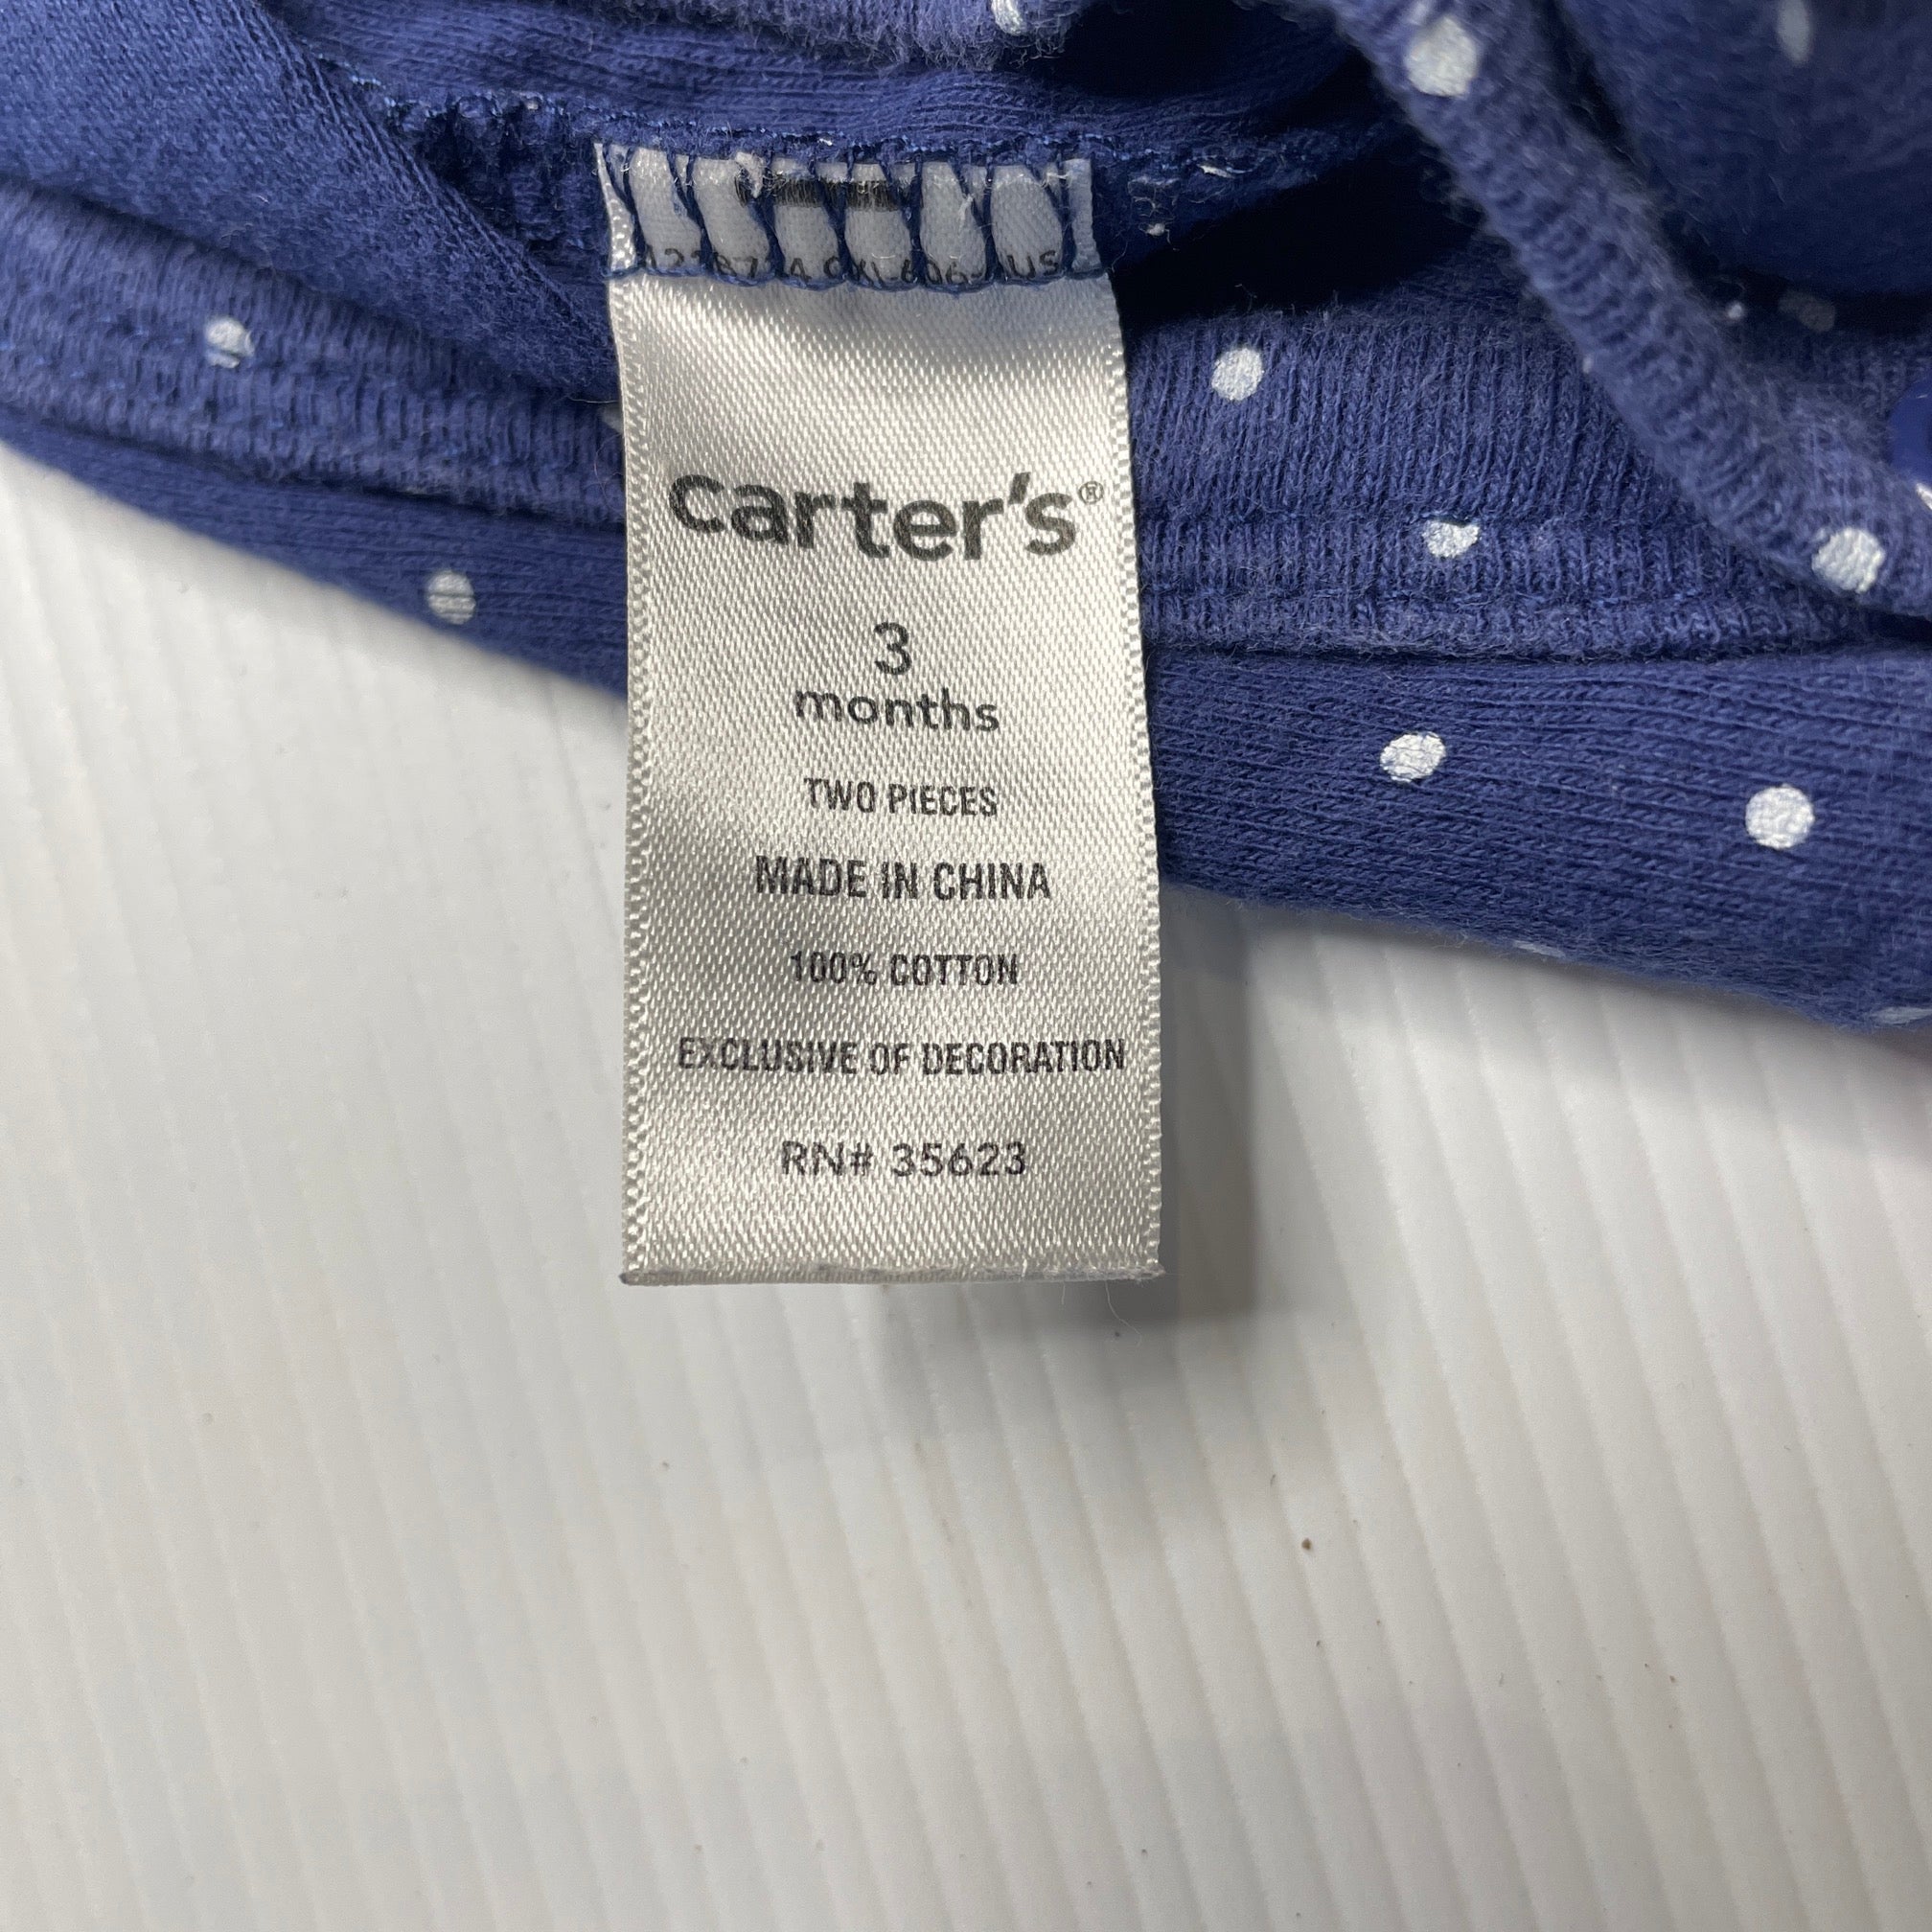 carter's®
3
months
TWO PIECES
MADE IN CHINA
100% COTTON
EXCLUSIVE OF DECORATION
RN# 35623